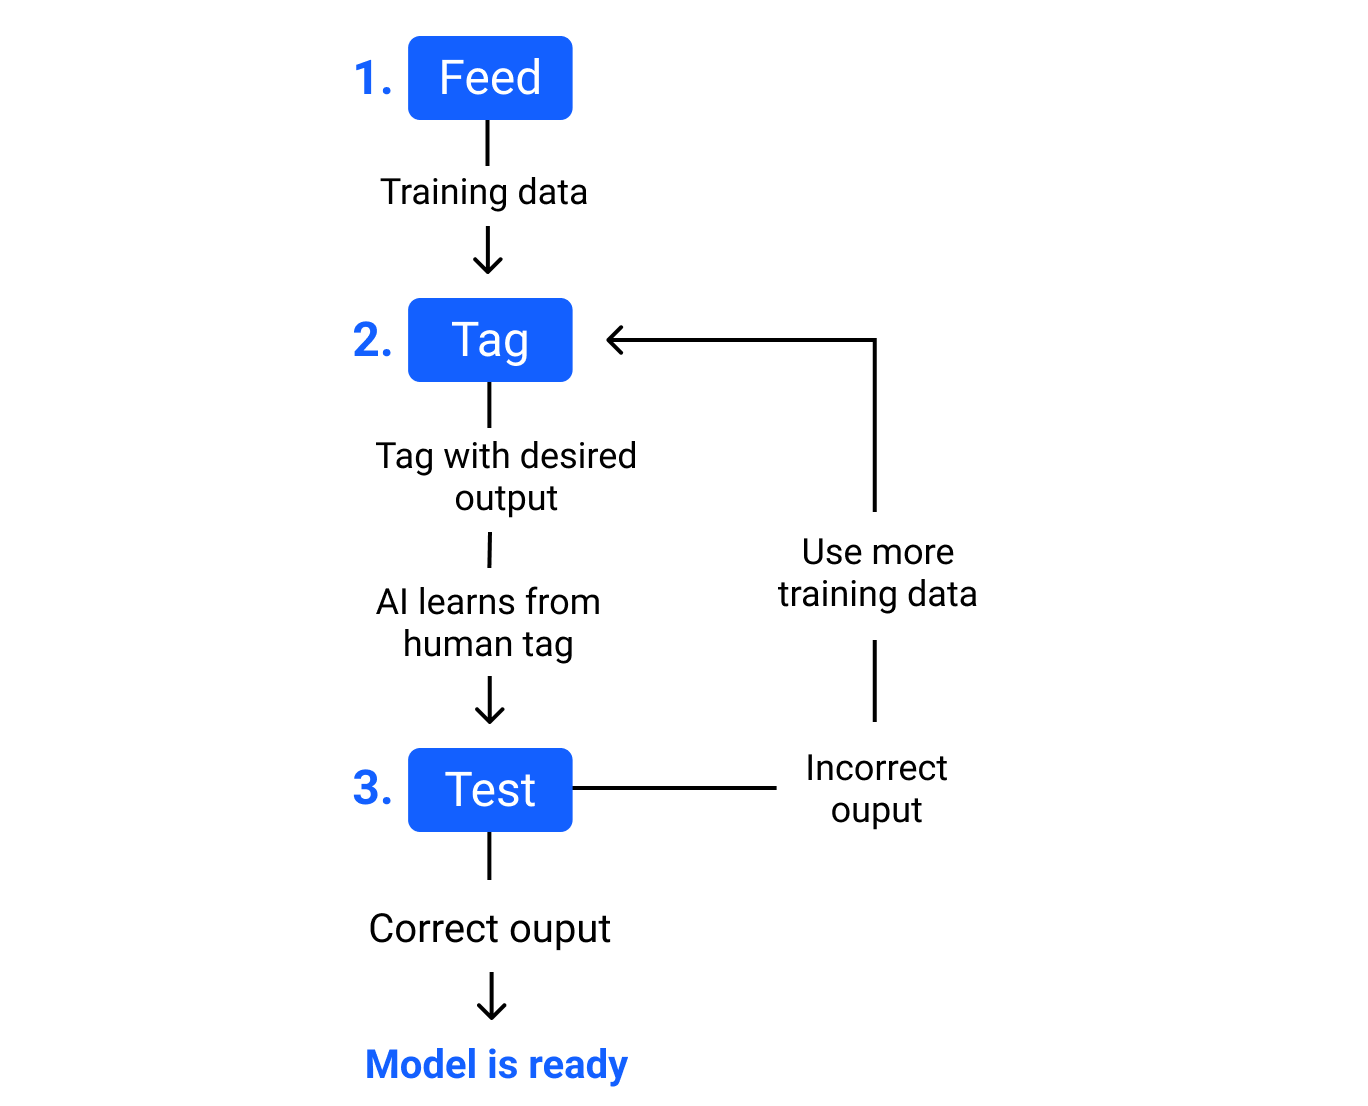 1. Feed
Training data
2. Tag
Tag with desired
output
AI learns from
human tag
Use more
training data
3. Test
Incorrect
ouput
Correct ouput
Model is ready